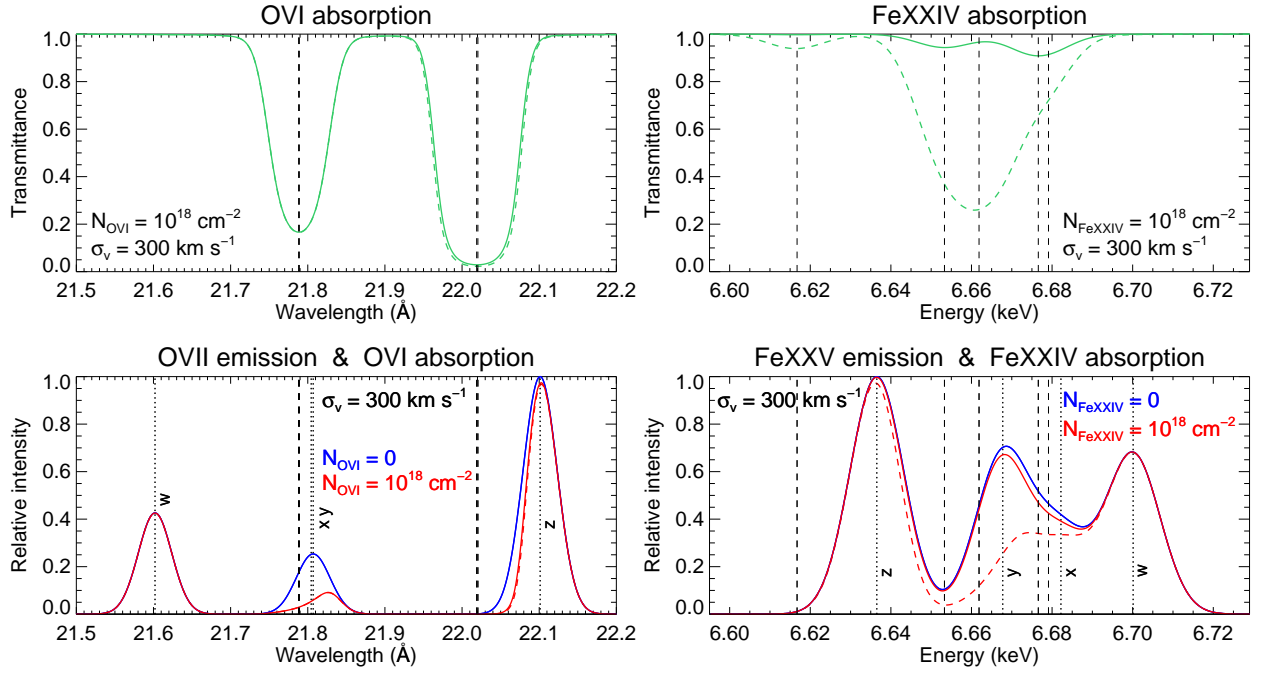 OVI absorption
Transmittance
1.0
0.8
0.6
0.4
0.2
0.0
N_OVI = 10^18 cm^−2
σ_v = 300 km s^−1
21.5 21.6 21.7 21.8 21.9 22.0 22.1 22.2
Wavelength (Å)
FeXXIV absorption
Transmittance
1.0
0.8
0.6
0.4
0.2
0.0
N_FeXXIV = 10^18 cm^−2
σ_v = 300 km s^−1
6.60 6.62 6.64 6.66 6.68 6.70 6.72
Energy (keV)
OVII emission & OVI absorption
Relative intensity
1.0
0.8
0.6
0.4
0.2
0.0
σ_v = 300 km s^−1
N_OVI = 0
N_OVI = 10^18 cm^−2
w
x y
z
21.5 21.6 21.7 21.8 21.9 22.0 22.1 22.2
Wavelength (Å)
FeXXV emission & FeXXIV absorption
Relative intensity
1.0
0.8
0.6
0.4
0.2
0.0
σ_v = 300 km s^−1
N_FeXXIV = 0
N_FeXXIV = 10^18 cm^−2
z
y
x
w
6.60 6.62 6.64 6.66 6.68 6.70 6.72
Energy (keV)